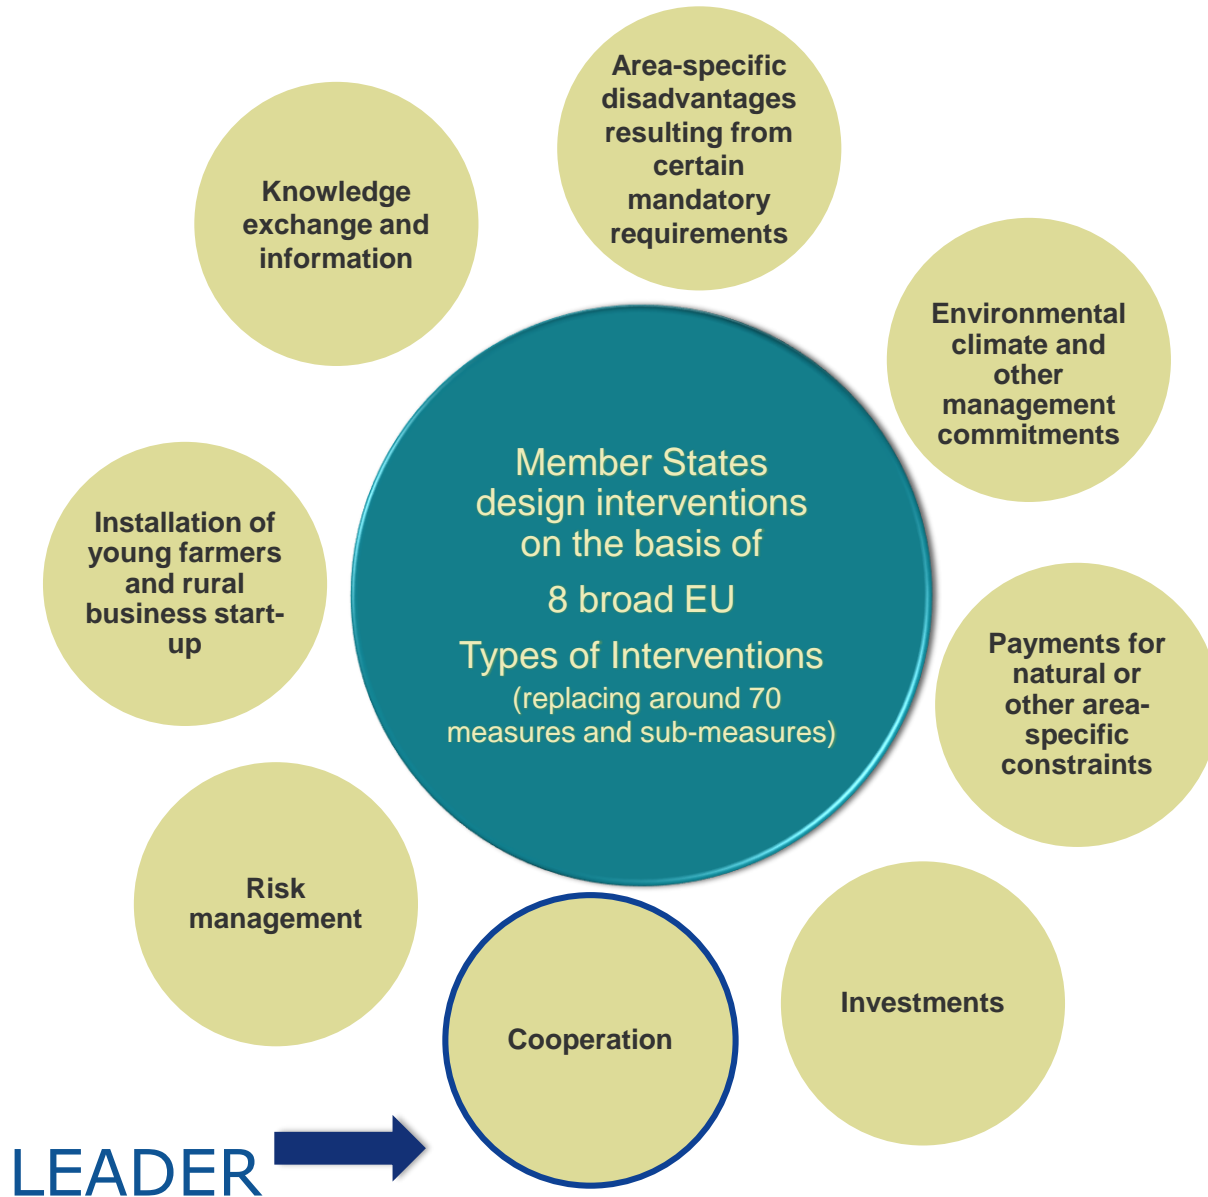 Area-specific
disadvantages
resulting from
certain
mandatory
requirements
Knowledge
exchange and
information
Environmental
climate and
other
management
commitments
Member States
design interventions
on the basis of
8 broad EU
Types of Interventions
(replacing around 70
measures and sub-measures)
Installation of
young farmers
and rural
business start-
up
Payments for
natural or
other area-
specific
constraints
Risk
management
Investments
Cooperation
LEADER